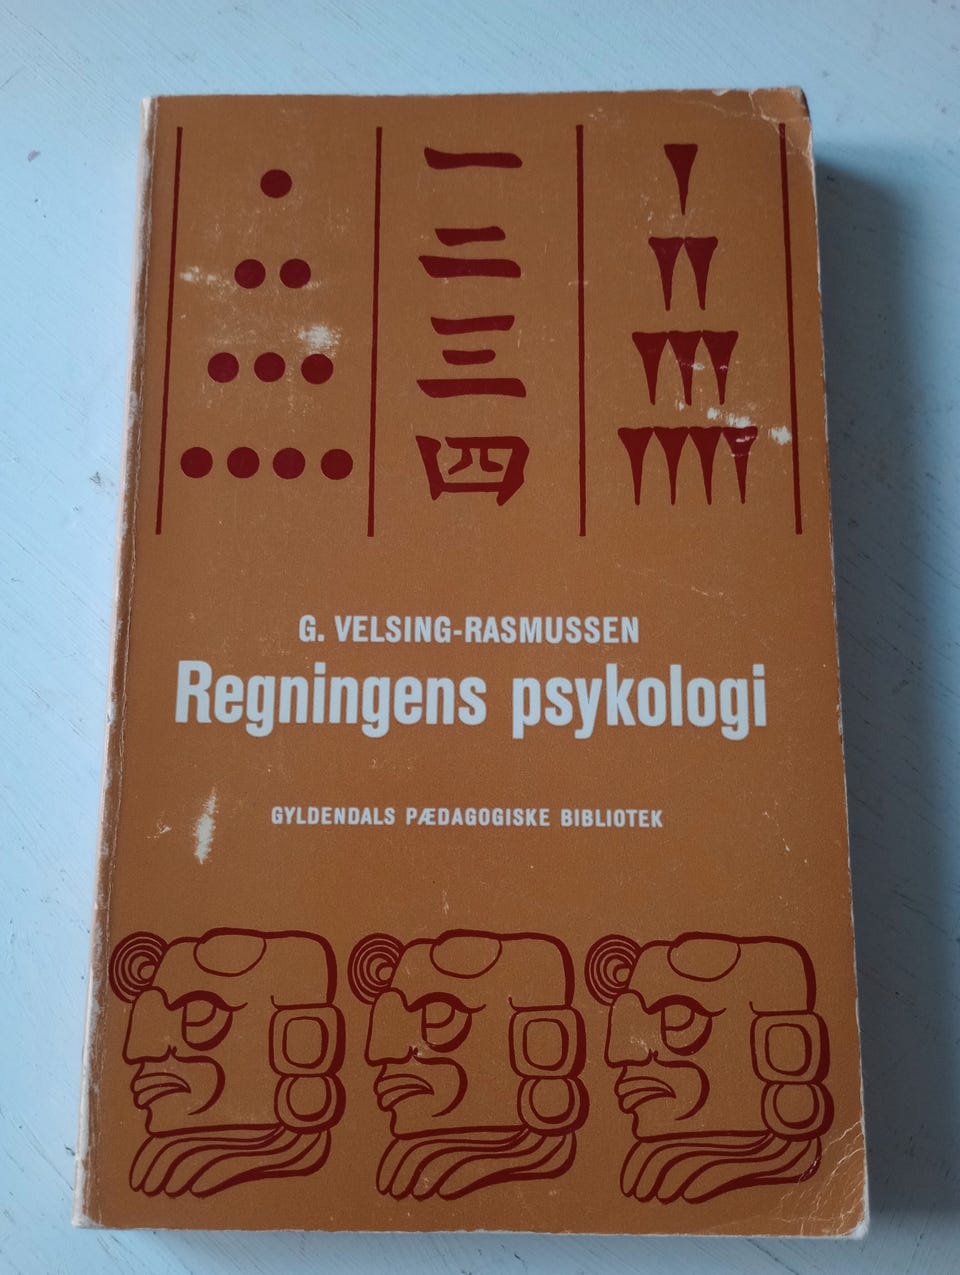 一
二
三
四
G. VELSING-RASMUSSEN
Regningens psykologi
GYLDENDALS PÆDAGOGISKE BIBLIOTEK